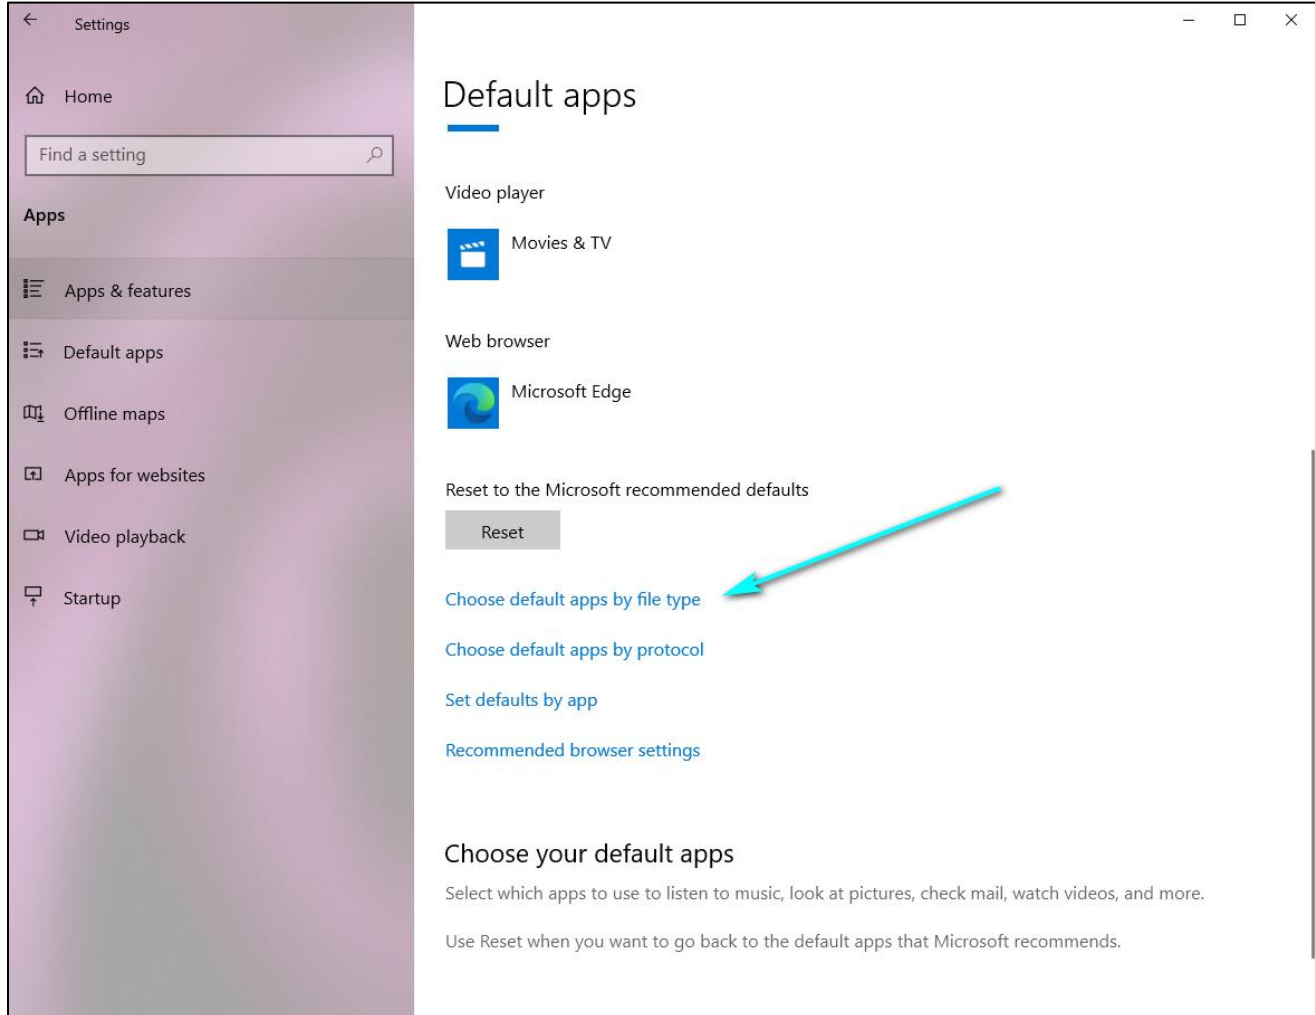 Settings
Home
Find a setting
Apps
Apps & features
Default apps
Offline maps
Apps for websites
Video playback
Startup
Default apps
Video player
Movies & TV
Web browser
Microsoft Edge
Reset to the Microsoft recommended defaults
Reset
Choose default apps by file type
Choose default apps by protocol
Set defaults by app
Recommended browser settings
Choose your default apps
Select which apps to use to listen to music, look at pictures, check mail, watch videos, and more.
Use Reset when you want to go back to the default apps that Microsoft recommends.